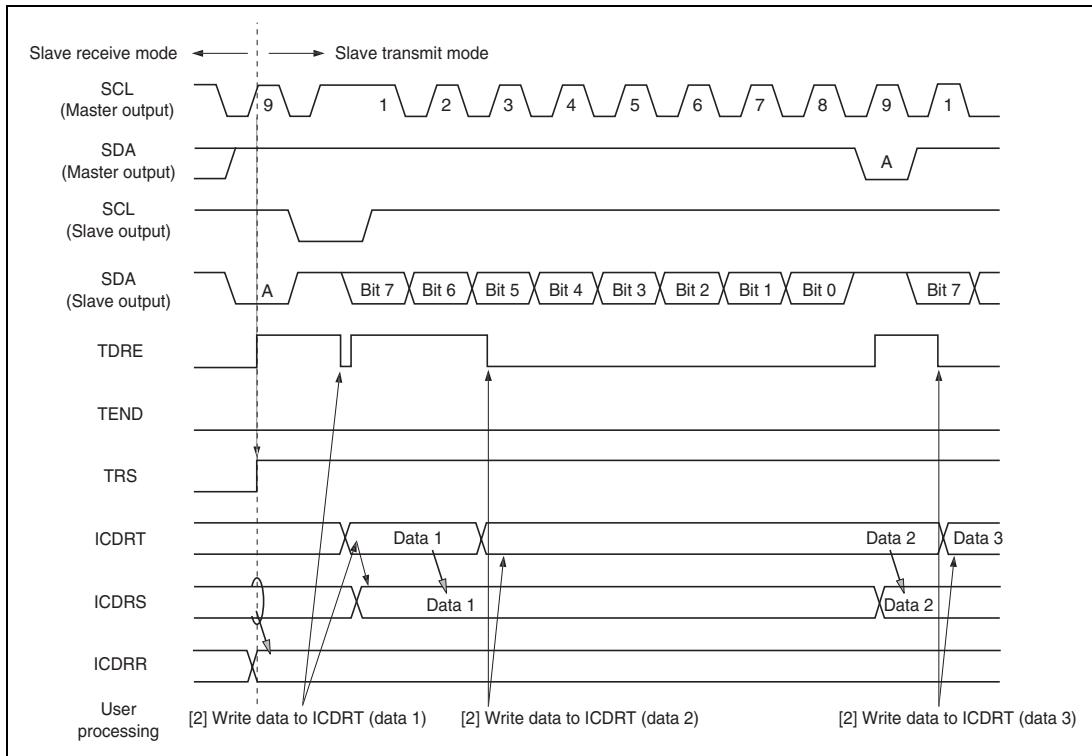 Slave receive mode Slave transmit mode
SCL
(Master output)
9 1 2 3 4 5 6 7 8 9 1
SDA
(Master output)
A
SCL
(Slave output)
SDA
(Slave output)
A Bit 7 Bit 6 Bit 5 Bit 4 Bit 3 Bit 2 Bit 1 Bit 0 Bit 7
TDRE
TEND
TRS
ICDRT
Data 1 Data 2 Data 3
ICDRS
Data 1 Data 2
ICDRR
User
processing
[2] Write data to ICDRT (data 1) [2] Write data to ICDRT (data 2) [2] Write data to ICDRT (data 3)